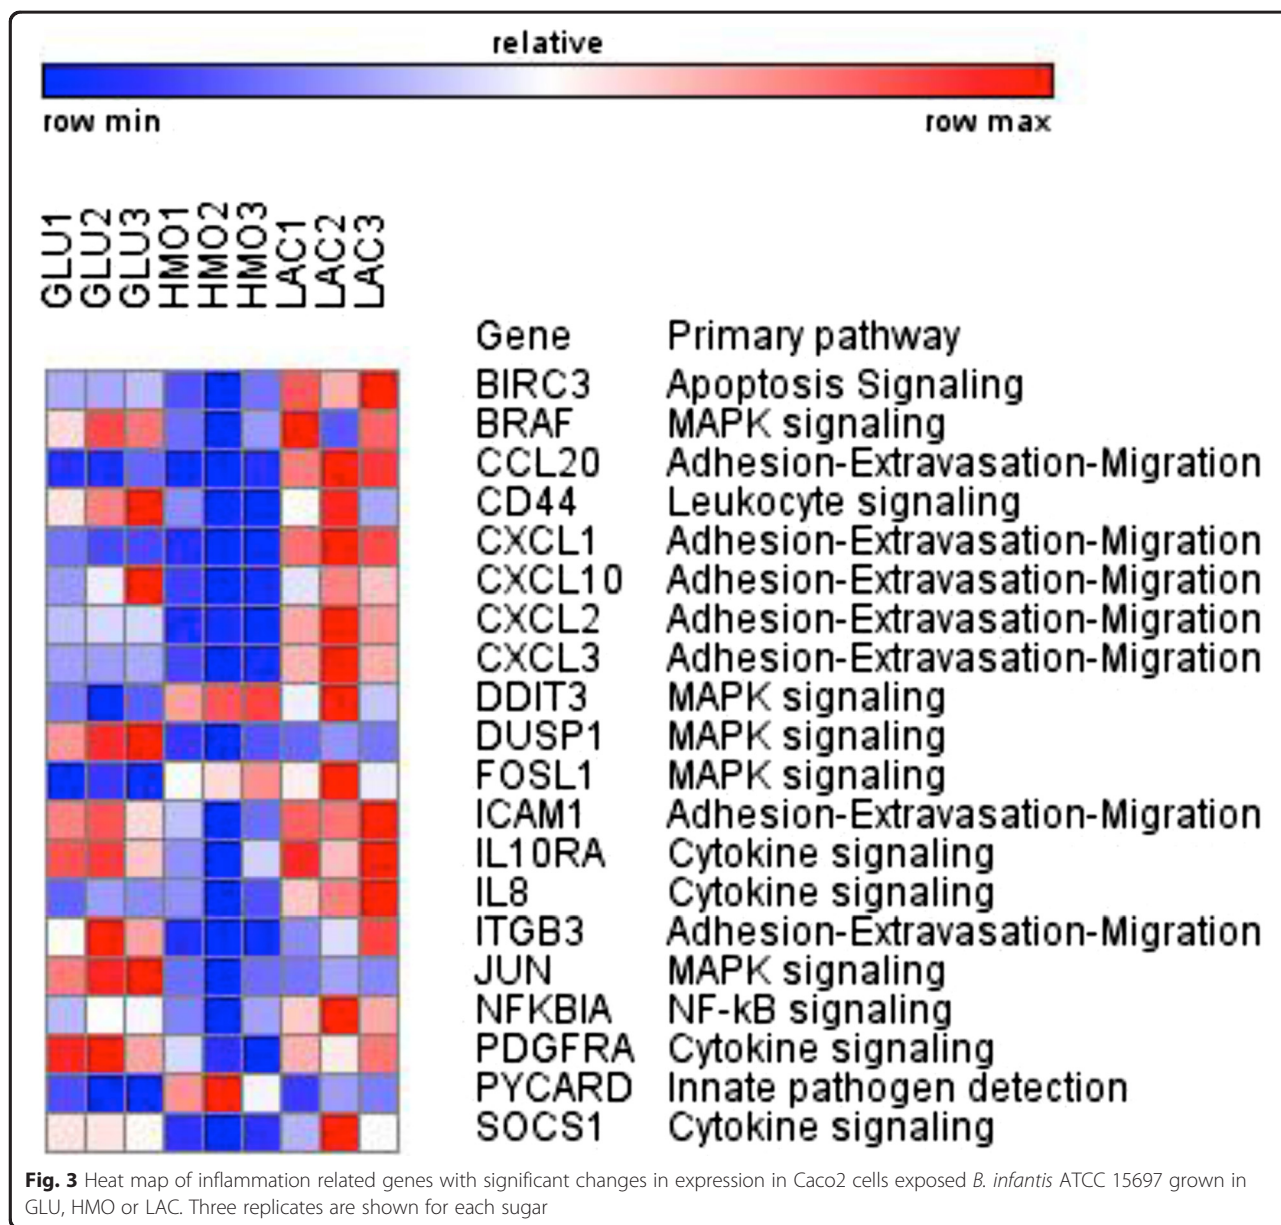 relative
row min row max
GLU1 GLU2 GLU3 HMO1 HMO2 HMO3 LAC1 LAC2 LAC3
Gene Primary pathway
BIRC3 Apoptosis Signaling
BRAF MAPK signaling
CCL20 Adhesion-Extravasation-Migration
CD44 Leukocyte signaling
CXCL1 Adhesion-Extravasation-Migration
CXCL10 Adhesion-Extravasation-Migration
CXCL2 Adhesion-Extravasation-Migration
CXCL3 Adhesion-Extravasation-Migration
DDIT3 MAPK signaling
DUSP1 MAPK signaling
FOSL1 MAPK signaling
ICAM1 Adhesion-Extravasation-Migration
IL10RA Cytokine signaling
IL8 Cytokine signaling
ITGB3 Adhesion-Extravasation-Migration
JUN MAPK signaling
NFKBIA NF-kB signaling
PDGFRA Cytokine signaling
PYCARD Innate pathogen detection
SOCS1 Cytokine signaling
Fig. 3 Heat map of inflammation related genes with significant changes in expression in Caco2 cells exposed B. infantis ATCC 15697 grown in
GLU, HMO or LAC. Three replicates are shown for each sugar